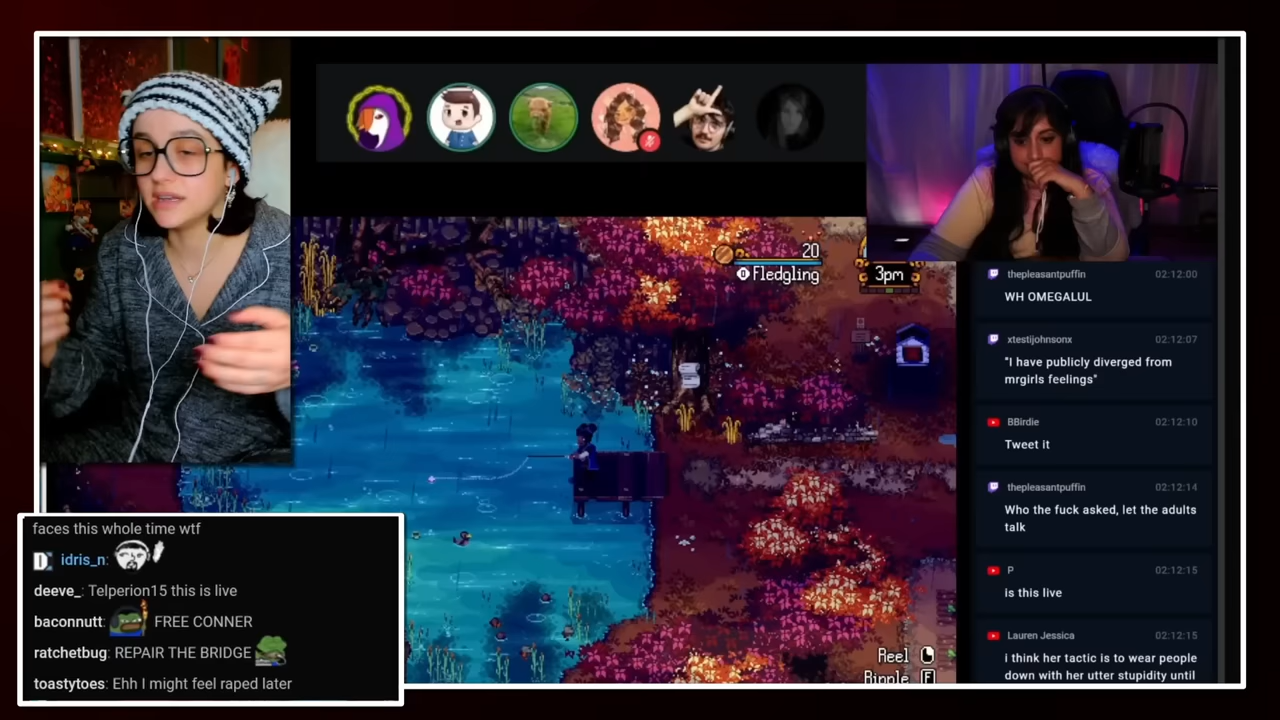 20
Fledgling
3pm
Reel
Ripple F
thepleasantpuffin 02:12:00
WH OMEGALUL
xtestijohnsonx 02:12:07
"I have publicly diverged from
mrgirls feelings"
BBirdie 02:12:10
Tweet it
thepleasantpuffin 02:12:14
Who the fuck asked, let the adults
talk
P 02:12:15
is this live
Lauren Jessica 02:12:15
i think her tactic is to wear people
down with her utter stupidity until
faces this whole time wtf
D idris_n:
deeve_: Telperion15 this is live
baconnutt: FREE CONNER
ratchetbug: REPAIR THE BRIDGE
toastytoes: Ehh I might feel raped later